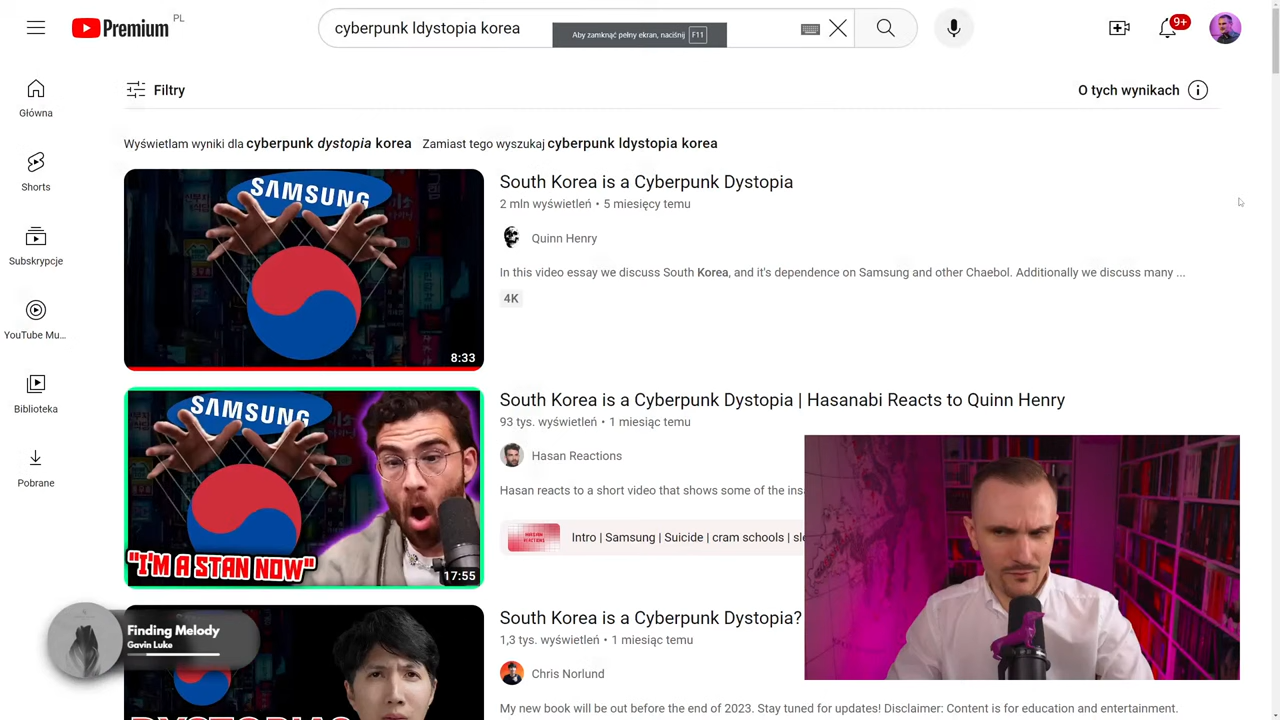 Premium PL
cyberpunk ldystopia korea
Aby zamknąć pełny ekran, naciśnij F11
9+
Filtry
O tych wynikach
Główna
Shorts
Subskrypcje
YouTube Mu...
Biblioteka
Pobrane
Wyświetlam wyniki dla cyberpunk dystopia korea Zamiast tego wyszukaj cyberpunk ldystopia korea
SAMSUNG
8:33
South Korea is a Cyberpunk Dystopia
2 mln wyświetleń • 5 miesięcy temu
Quinn Henry
In this video essay we discuss South Korea, and it's dependence on Samsung and other Chaebol. Additionally we discuss many ...
4K
SAMSUNG
"I'M A STAN NOW"
17:55
South Korea is a Cyberpunk Dystopia | Hasanabi Reacts to Quinn Henry
93 tys. wyświetleń • 1 miesiąc temu
Hasan Reactions
Hasan reacts to a short video that shows some of the ins
Intro | Samsung | Suicide | cram schools | sle
Finding Melody
Gavin Luke
South Korea is a Cyberpunk Dystopia?
1,3 tys. wyświetleń • 1 miesiąc temu
Chris Norlund
My new book will be out before the end of 2023. Stay tuned for updates! Disclaimer: Content is for education and entertainment.